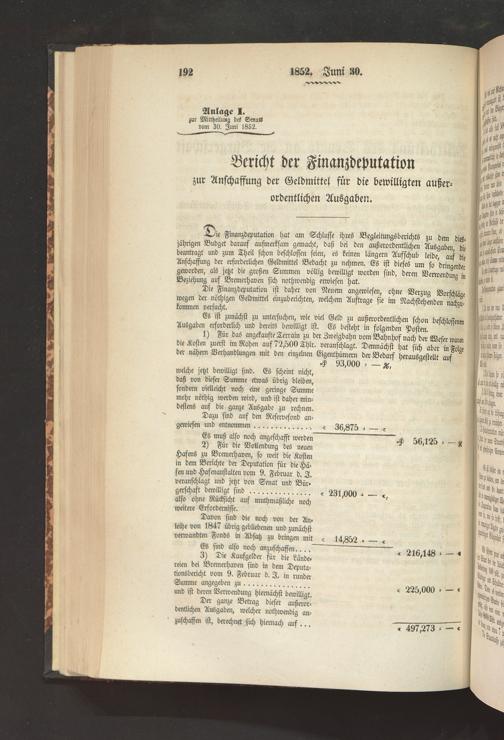 192 1852. Juni 30.
Anlage I.
zur Mittheilung des Senats
vom 30. Juni 1852.
Bericht der Finanzdeputation
zur Anschaffung der Geldmittel für die bewilligten außer-
ordentlichen Ausgaben.
Die Finanzdeputation hat am Schlusse ihres Begleitungsberichts zu dem dies-
jährigen Budget darauf aufmerksam gemacht, daß bei den außerordentlichen Ausgaben, die
beantragt und zum Theil schon beschlossen seien, es keinen längern Aufschub leide, auf die
Anschaffung der erforderlichen Geldmittel Bedacht zu nehmen. Es ist dieses um so dringender
geworden, als jetzt die großen Summen völlig bewilligt worden sind, deren Verwendung in
Beziehung auf Bremerhaven sich nothwendig erwiesen hat.
Die Finanzdeputation ist daher von Neuem angewiesen, ohne Verzug Vorschläge
wegen der nöthigen Geldmittel einzuberichten, welchem Auftrage sie im Nachstehenden nachzu-
kommen versucht.
Es ist zunächst zu untersuchen, wie viel Geld zu außerordentlichen schon beschlossenen
Ausgaben erforderlich und bereits bewilligt ist. Es besteht in folgenden Posten.
1) Für das angekaufte Terrain zu der Zweigbahn vom Bahnhof nach der Weser waren
die Kosten zuerst im Rohen auf 72,500 Thlr. veranschlagt. Demnächst hat sich aber in Folge
der nähern Verhandlungen mit den einzelnen Eigenthümern der Bedarf herausgestellt auf
93,000 „ —
welche jetzt bewilligt sind. Es scheint nicht,
daß von dieser Summe etwas übrig bleiben,
sondern vielleicht noch eine geringe Summe
mehr nöthig werden wird, und ist daher min-
destens auf die ganze Ausgabe zu rechnen.
Dazu sind auf den Reservefond an-
gewiesen und entnommen .............. „ 36,875 „ — „
Es muß also noch angeschafft werden 56,125 „ —
2) Für die Vollendung des neuen
Hafens zu Bremerhaven, so weit die Kosten
in dem Berichte der Deputation für die Hä-
fen und Hafenanstalten vom 9. Februar d. J.
veranschlagt und jetzt von Senat und Bür-
gerschaft bewilligt sind .............. „ 231,000 „ — „
also ohne Rücksicht auf muthmaßliche noch
weitere Erfordernisse.
Davon sind die noch von der An-
leihe von 1847 übrig gebliebenen und zunächst
verwandten Fonds in Absatz zu bringen mit „ 14,852 „ — „
Es sind also noch anzuschaffen.... „ 216,148 „ — „
3) Die Kaufgelder für die Lände-
reien bei Bremerhaven sind in dem Deputa-
tionsbericht vom 9. Februar d. J. in runder
Summe angegeben zu .............. „ 225,000 „ — „
und ist deren Verwendung hiernächst bewilligt.
Der ganze Betrag dieser außeror-
dentlichen Ausgaben, welcher nothwendig an-
zuschaffen ist, berechnet sich hiernach auf ... „ 497,273 „ — „